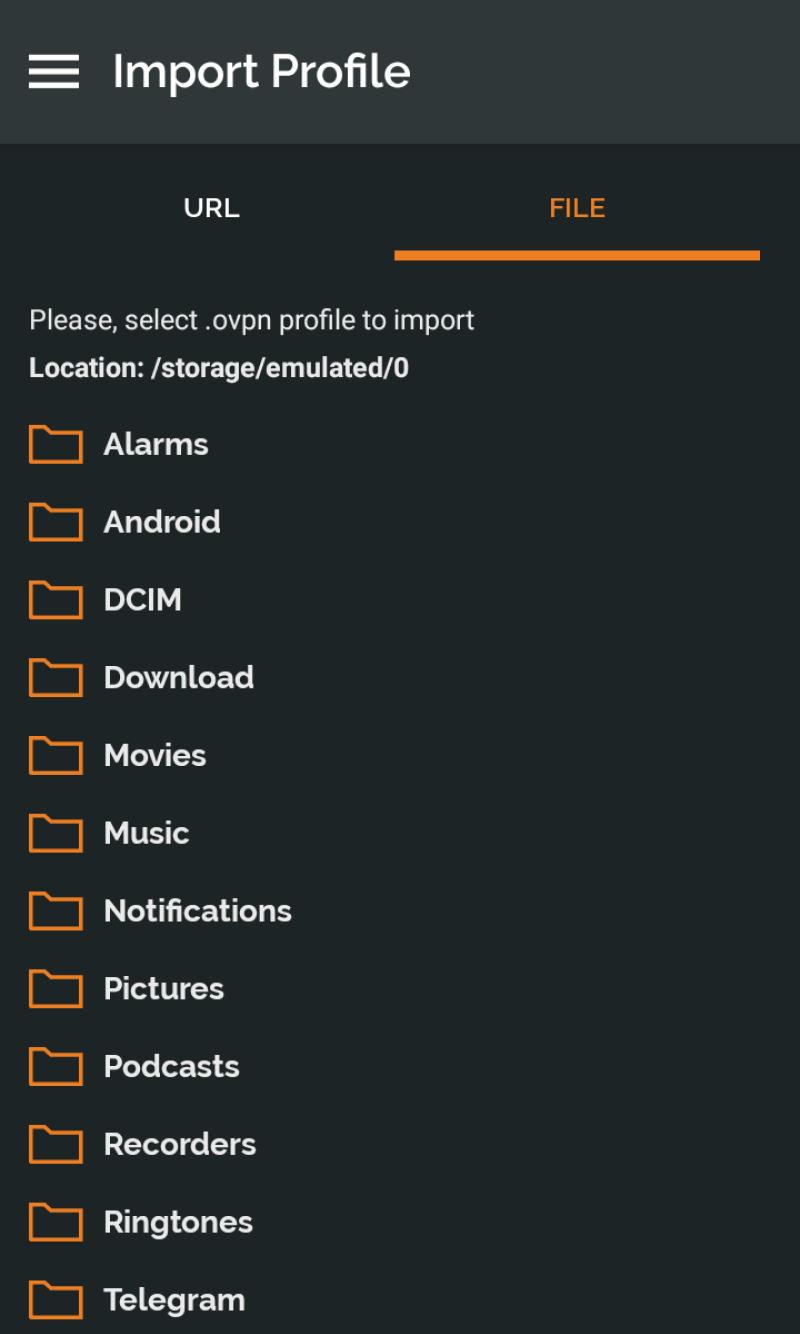 Import Profile
URL
FILE
Please, select .ovpn profile to import
Location: /storage/emulated/0
Alarms
Android
DCIM
Download
Movies
Music
Notifications
Pictures
Podcasts
Recorders
Ringtones
Telegram